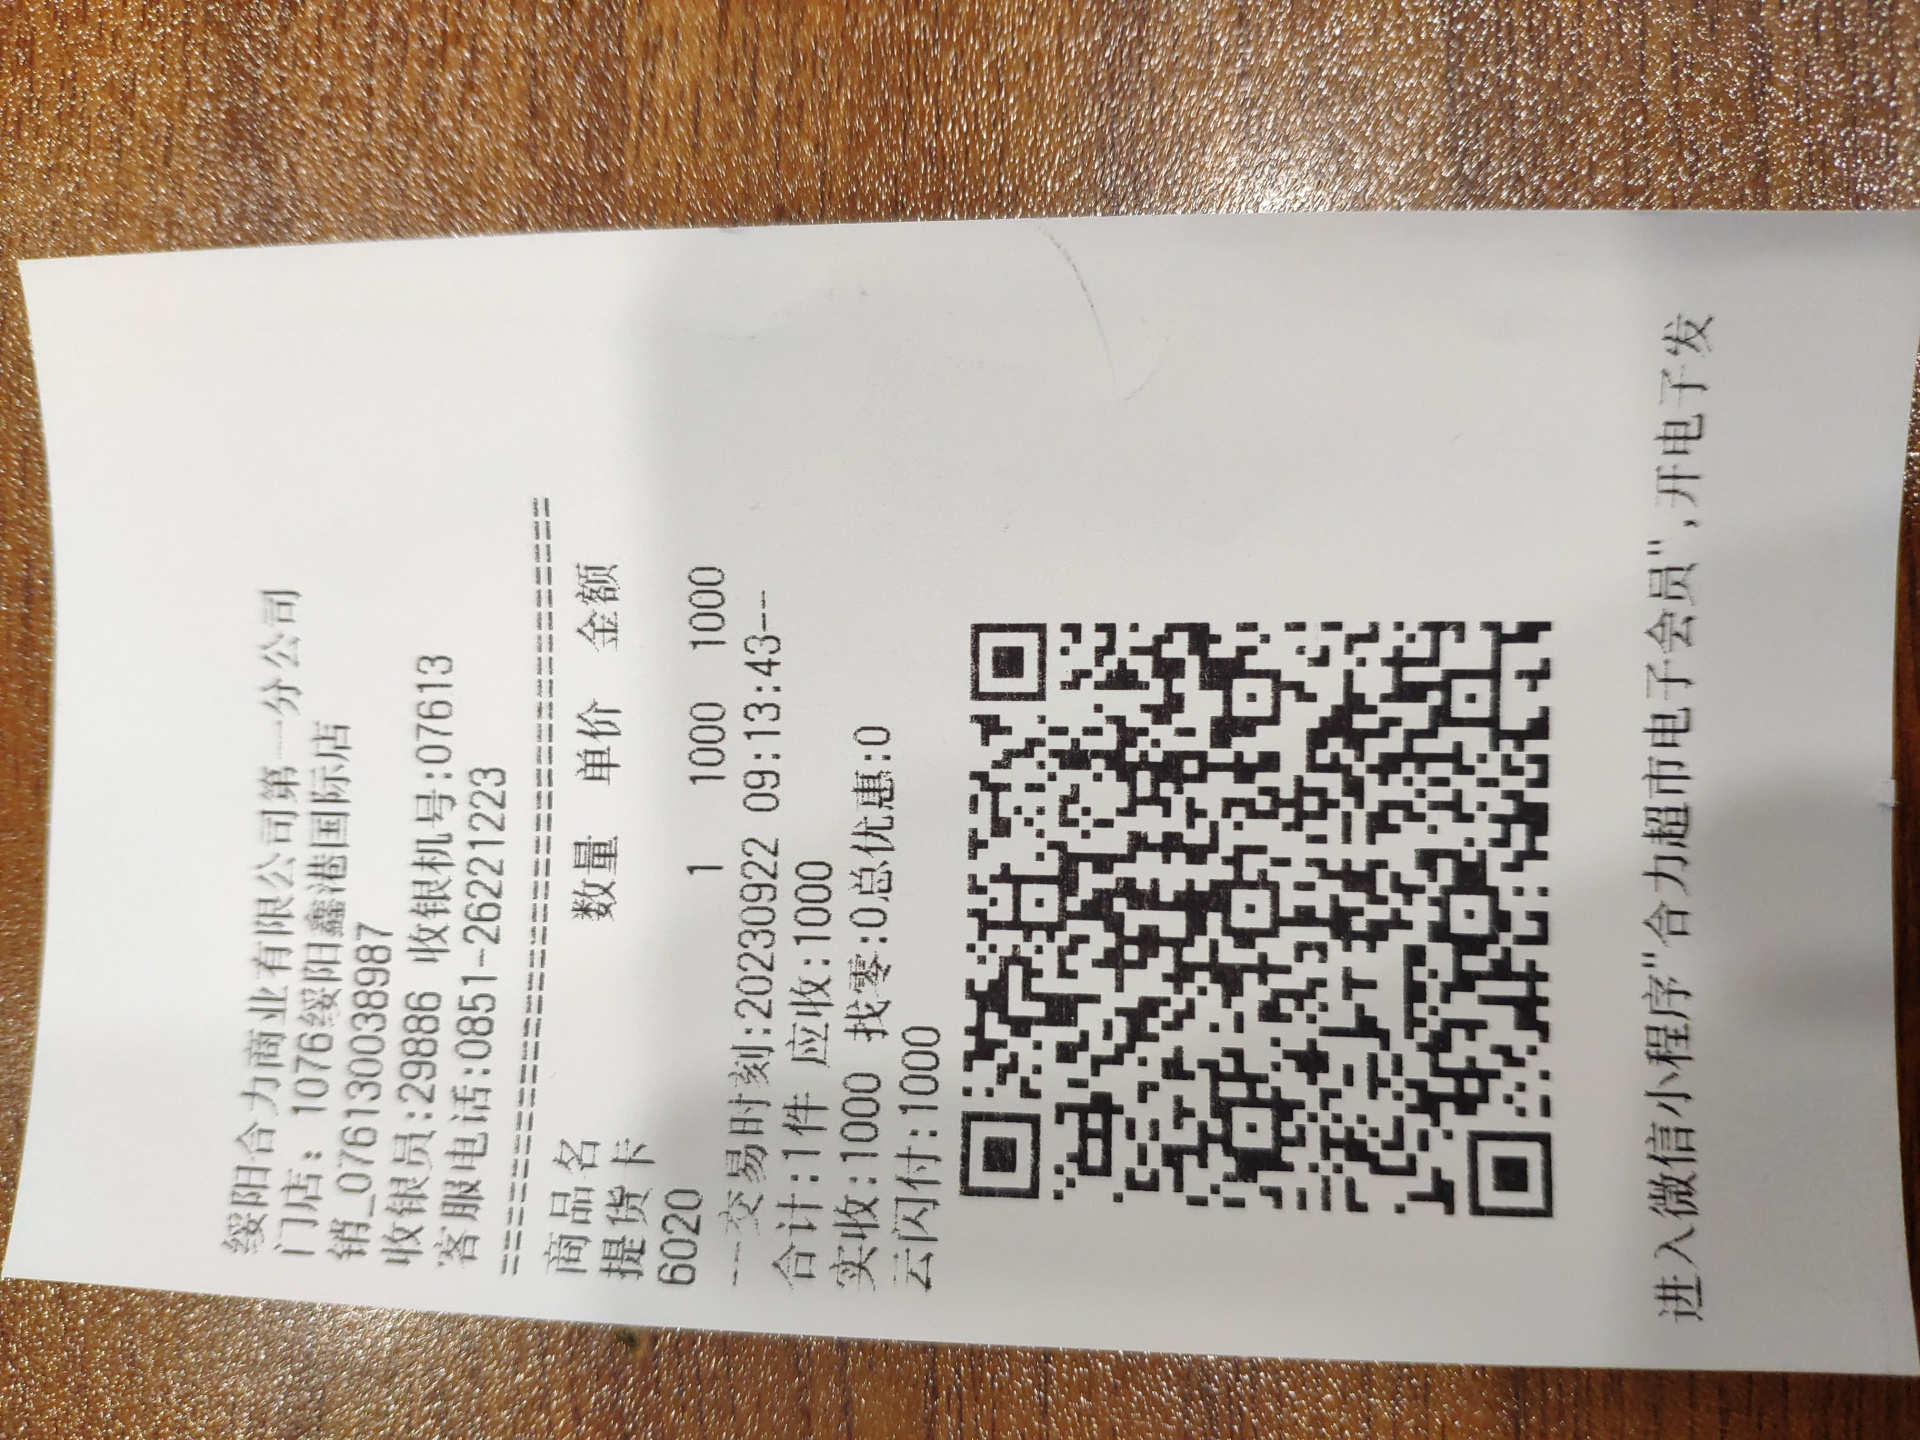 绥阳合力商业有限公司第一分公司
门店: 1076绥阳鑫港国际店
销_0761300038987
收银员:29886 收银机号:07613
客服电话:0851-26221223
==========================================
商品名 数量 单价 金额
提货卡
6020 1 1000 1000
---交易时刻:20230922 09:13:43--
合计:1件 应收:1000
实收:1000 找零:0总优惠:0
云闪付:1000
进入微信小程序"合力超市电子会员",开电子发